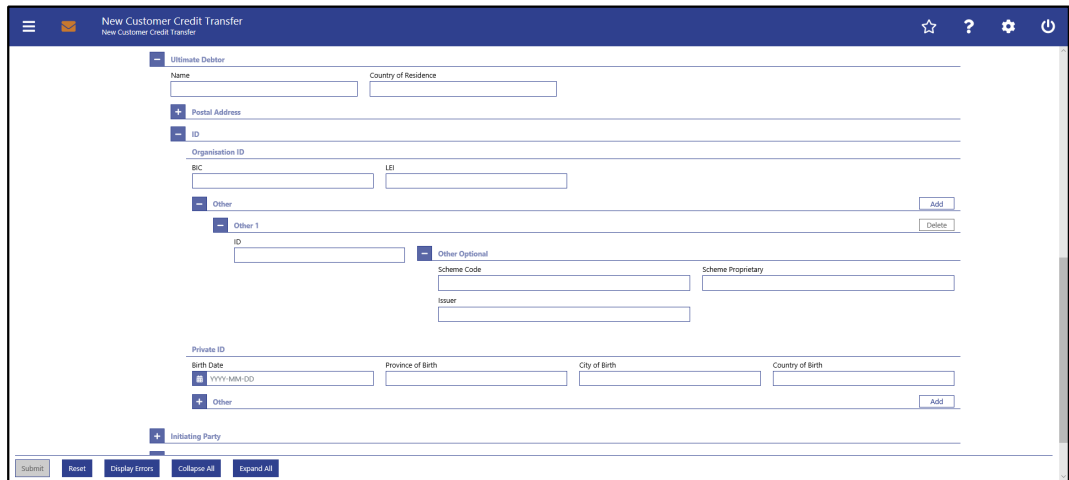 New Customer Credit Transfer
New Customer Credit Transfer
Ultimate Debtor
Name Country of Residence
Postal Address
ID
Organisation ID
BIC LEI
Other Add
Other 1 Delete
ID
Other Optional
Scheme Code Scheme Proprietary
Issuer
Private ID
Birth Date Province of Birth City of Birth Country of Birth
YYYY-MM-DD
Other Add
Initiating Party
Submit Reset Display Errors Collapse All Expand All